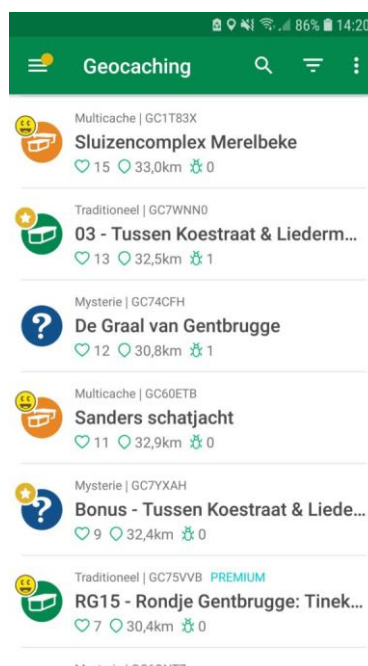 86% 14:20
Geocaching
Multicache | GC1T83X
Sluizencomplex Merelbeke
15 33,0km 0
Traditioneel | GC7WNN0
03 - Tussen Koestraat & Liederm...
13 32,5km 1
Mysterie | GC74CFH
De Graal van Gentbrugge
12 30,8km 1
Multicache | GC60ETB
Sanders schatjacht
11 32,9km 0
Mysterie | GC7YXAH
Bonus - Tussen Koestraat & Liede...
9 32,4km 0
Traditioneel | GC75VVB PREMIUM
RG15 - Rondje Gentbrugge: Tinek...
7 30,4km 0